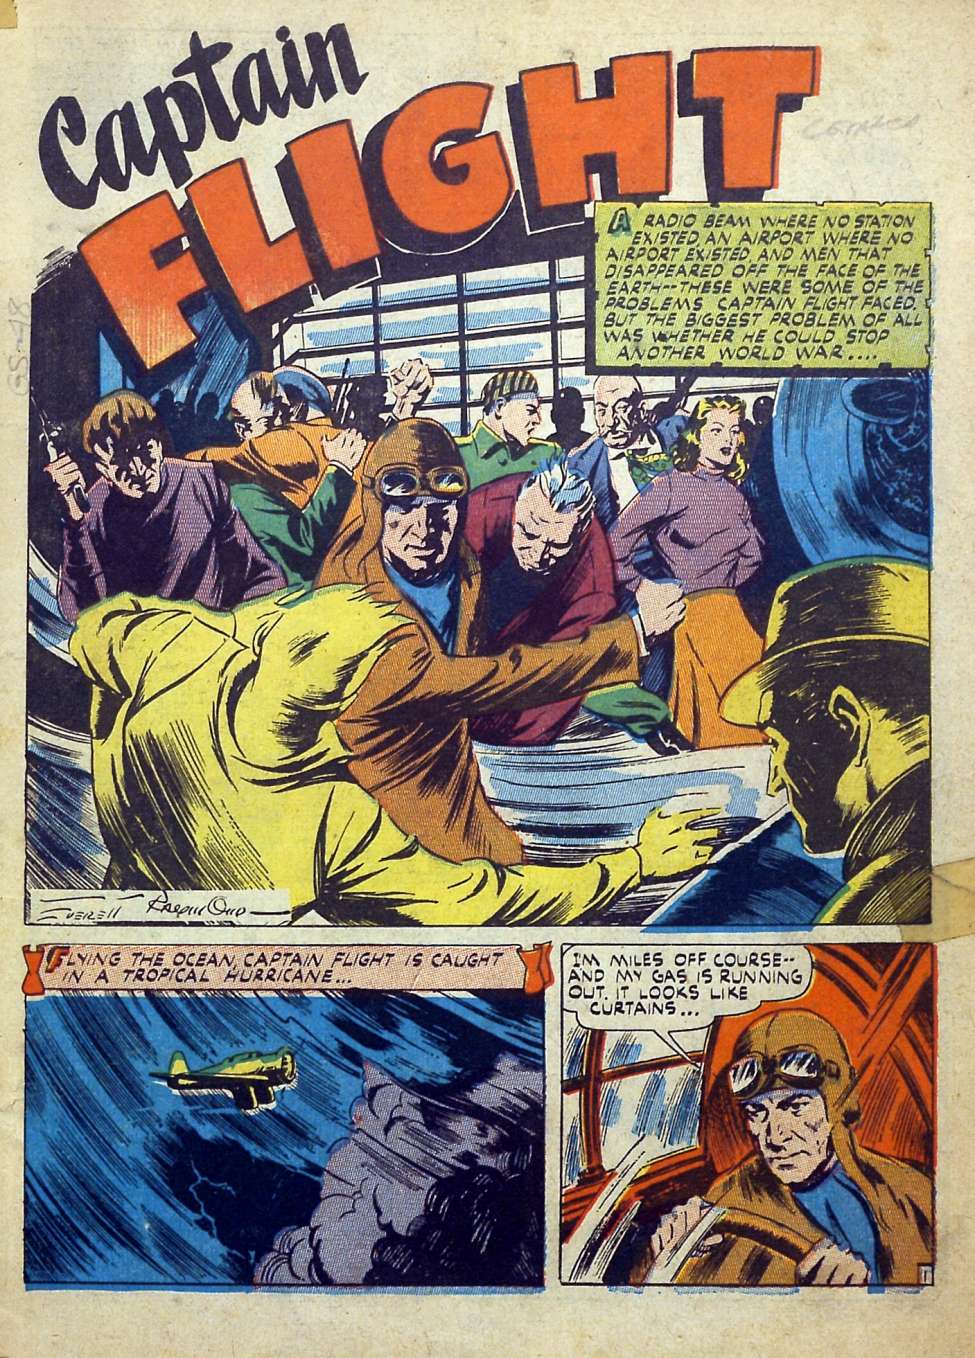 Captain
FLIGHT
A RADIO BEAM WHERE NO STATION
EXISTED, AN AIRPORT WHERE NO
AIRPORT EXISTED AND MEN THAT
DISAPPEARED OFF THE FACE OF THE
EARTH--THESE WERE SOME OF THE
PROBLEMS CAPTAIN FLIGHT FACED.
BUT THE BIGGEST PROBLEM OF ALL
WAS WHETHER HE COULD STOP
ANOTHER WORLD WAR....
EVERETT
FLYING THE OCEAN, CAPTAIN FLIGHT IS CAUGHT
IN A TROPICAL HURRICANE...
IM MILES OFF COURSE--
AND MY GAS IS RUNNING
OUT. IT LOOKS LIKE
CURTAINS...
1